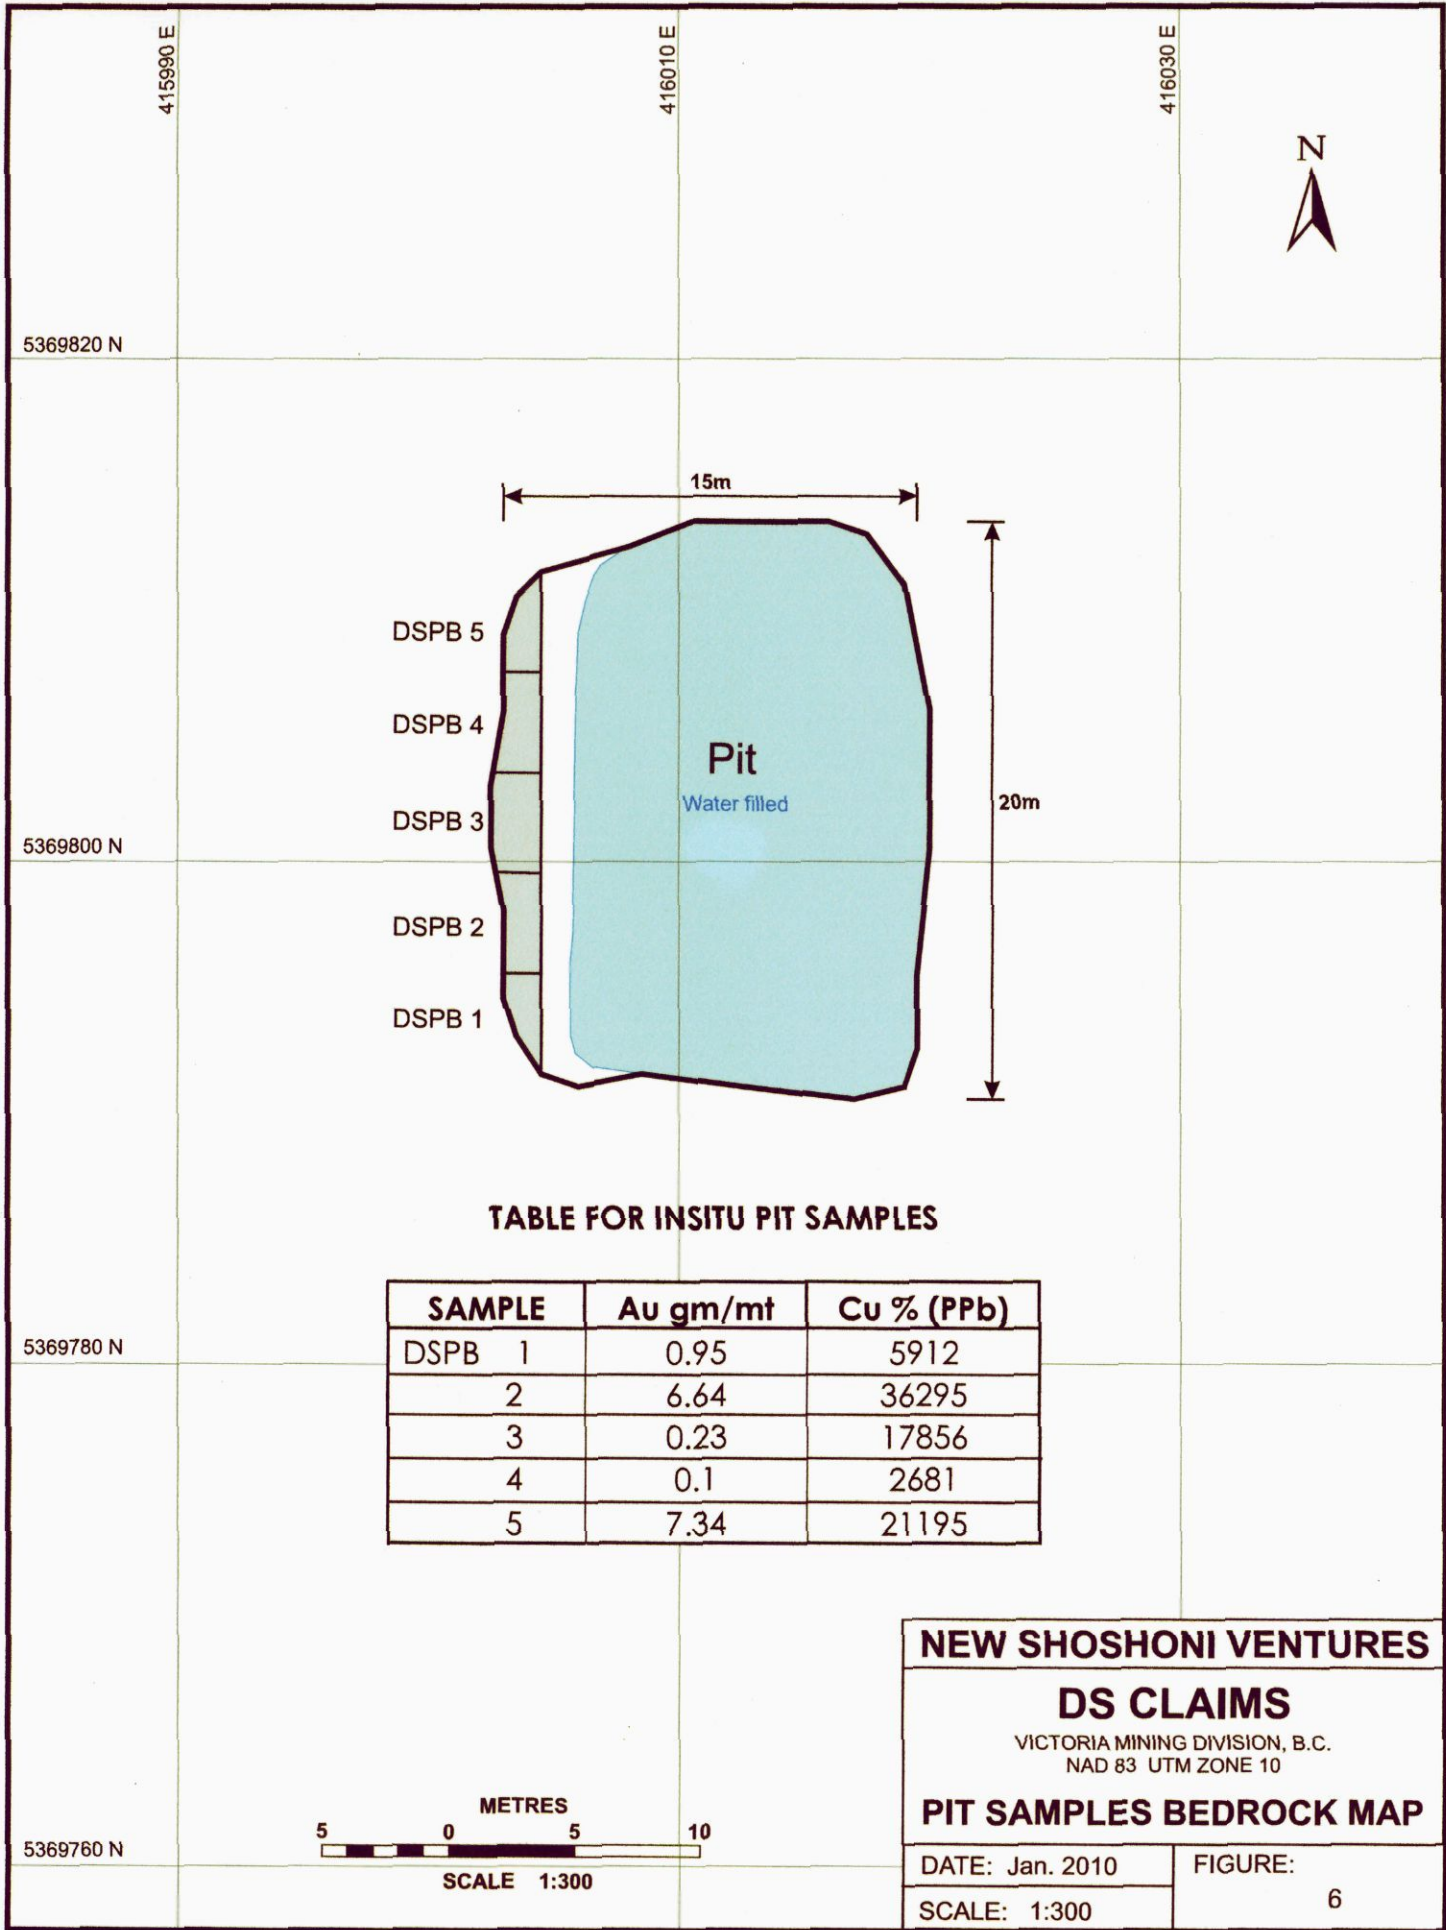 415990 E
416010 E
416030 E
N
5369820 N
15m
DSPB 5
DSPB 4
Pit
Water filled
20m
DSPB 3
5369800 N
DSPB 2
DSPB 1
TABLE FOR INSITU PIT SAMPLES
SAMPLE Au gm/mt Cu % (PPb)
DSPB 1 0.95 5912
2 6.64 36295
3 0.23 17856
4 0.1 2681
5 7.34 21195
5369780 N
NEW SHOSHONI VENTURES
DS CLAIMS
VICTORIA MINING DIVISION, B.C.
NAD 83 UTM ZONE 10
PIT SAMPLES BEDROCK MAP
DATE: Jan. 2010
FIGURE:
6
SCALE: 1:300
METRES
5 0 5 10
SCALE 1:300
5369760 N